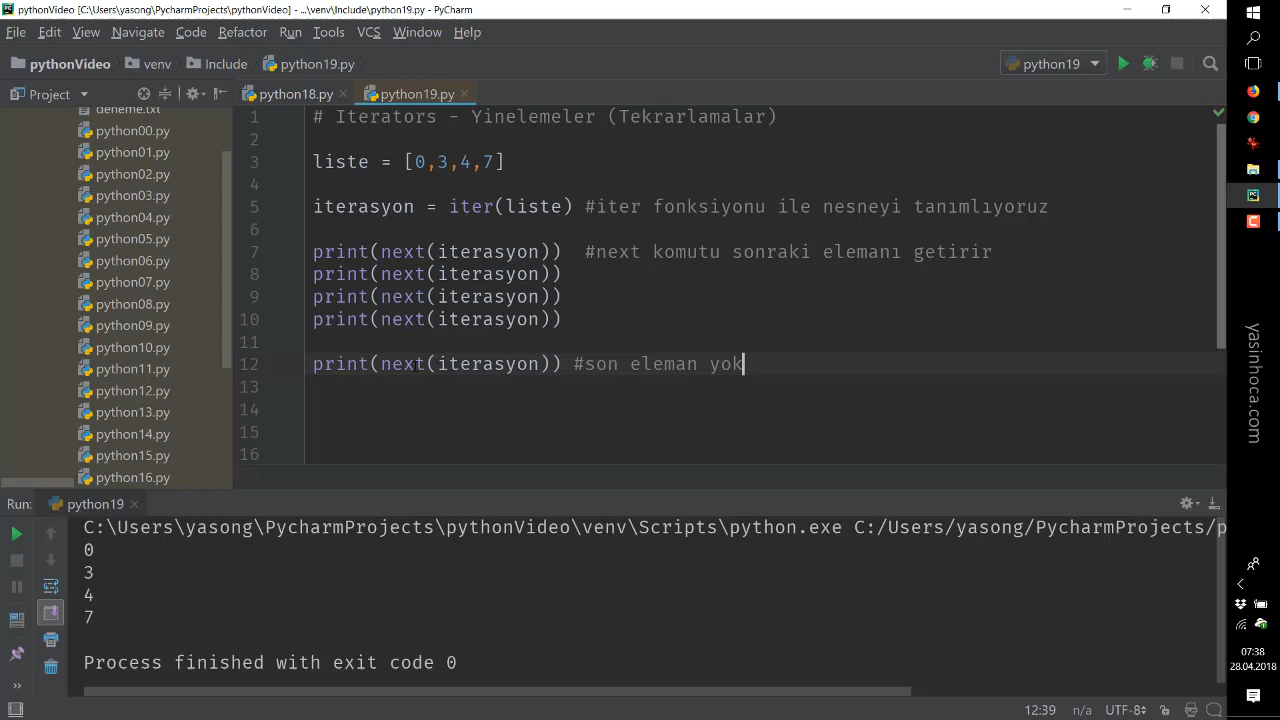 pythonVideo [C:\Users\yasong\PycharmProjects\pythonVideo] - ...\venv\Include\python19.py - PyCharm
File Edit View Navigate Code Refactor Run Tools VCS Window Help
pythonVideo venv Include python19.py python19
Project python18.py python19.py
deneme.txt
python00.py
python01.py
python02.py
python03.py
python04.py
python05.py
python06.py
python07.py
python08.py
python09.py
python10.py
python11.py
python12.py
python13.py
python14.py
python15.py
python16.py
1 # Iterators - Yinelemeler (Tekrarlamalar)
2
3 liste = [0,3,4,7]
4
5 iterasyon = iter(liste) #iter fonksiyonu ile nesneyi tanımlıyoruz
6
7 print(next(iterasyon)) #next komutu sonraki elemanı getirir
8 print(next(iterasyon))
9 print(next(iterasyon))
10 print(next(iterasyon))
11
12 print(next(iterasyon)) #son eleman yok
13
14
15
16
Run: python19
C:\Users\yasong\PycharmProjects\pythonVideo\venv\Scripts\python.exe C:/Users/yasong/PycharmProjects/p
0
3
4
7
Process finished with exit code 0
12:39 n/a UTF-8
yasinhoca.com
07:38
28.04.2018